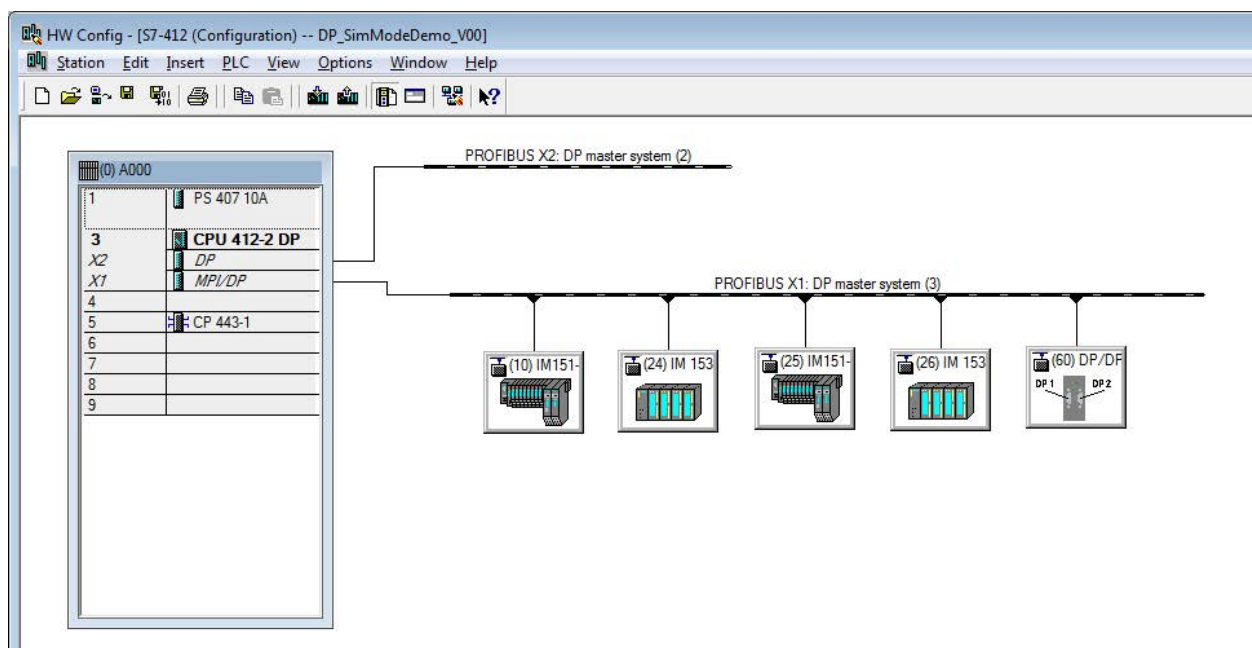 HW Config - [S7-412 (Configuration) -- DP_SimModeDemo_V00]
Station Edit Insert PLC View Options Window Help
(0) A000
1 PS 407 10A
3 CPU 412-2 DP
X2 DP
X1 MPI/DP
4
5 CP 443-1
6
7
8
9
PROFIBUS X2: DP master system (2)
PROFIBUS X1: DP master system (3)
(10) IM151- (24) IM 153 (25) IM151- (26) IM 153 (60) DP/DP
DP 1 DP 2